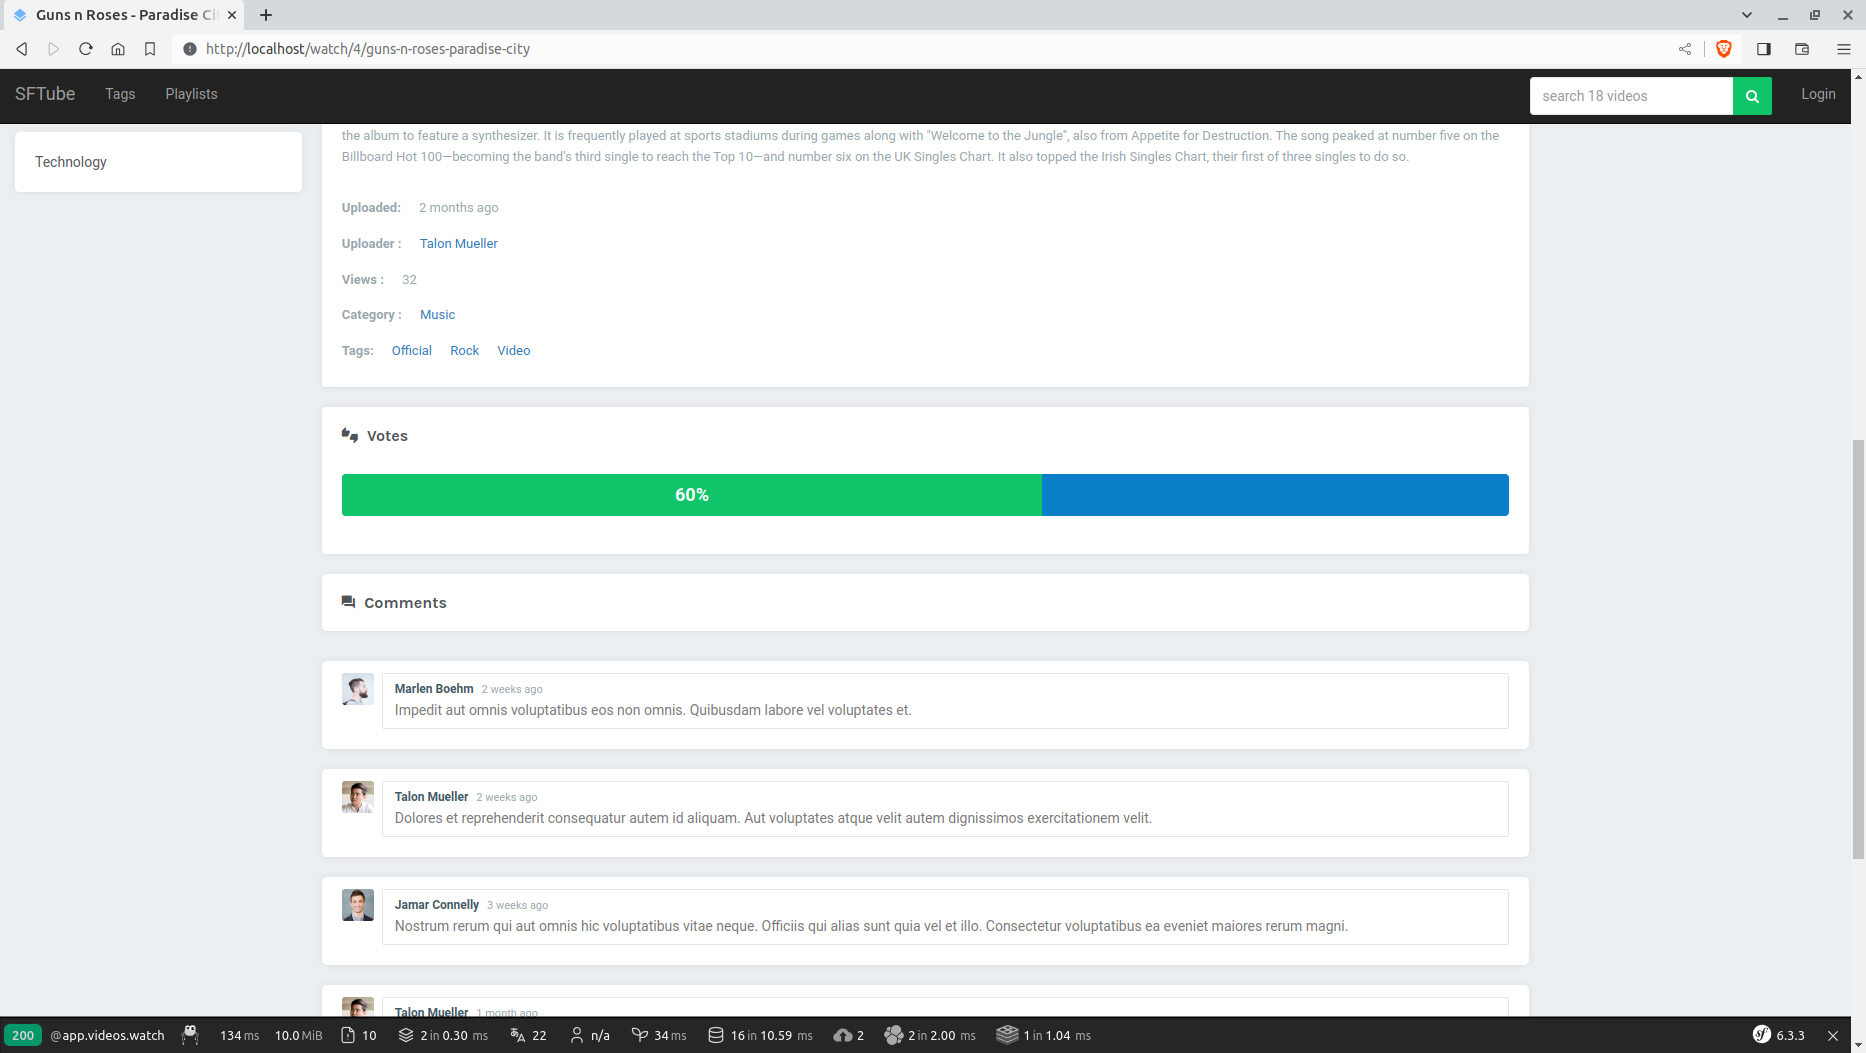 Guns n Roses - Paradise Ci
http://localhost/watch/4/guns-n-roses-paradise-city
SFTube
Tags
Playlists
search 18 videos
Login
Technology
the album to feature a synthesizer. It is frequently played at sports stadiums during games along with "Welcome to the Jungle", also from Appetite for Destruction. The song peaked at number five on the
Billboard Hot 100—becoming the band's third single to reach the Top 10—and number six on the UK Singles Chart. It also topped the Irish Singles Chart, their first of three singles to do so.
Uploaded: 2 months ago
Uploader : Talon Mueller
Views : 32
Category : Music
Tags: Official Rock Video
Votes
60%
Comments
Marlen Boehm 2 weeks ago
Impedit aut omnis voluptatibus eos non omnis. Quibusdam labore vel voluptates et.
Talon Mueller 2 weeks ago
Dolores et reprehenderit consequatur autem id aliquam. Aut voluptates atque velit autem dignissimos exercitationem velit.
Jamar Connelly 3 weeks ago
Nostrum rerum qui aut omnis hic voluptatibus vitae neque. Officiis qui alias sunt quia vel et illo. Consectetur voluptatibus ea eveniet maiores rerum magni.
Talon Mueller 1 month ago
200 @app.videos.watch 134 ms 10.0 MiB 10 2 in 0.30 ms 22 n/a 34 ms 16 in 10.59 ms 2 2 in 2.00 ms 1 in 1.04 ms sf 6.3.3